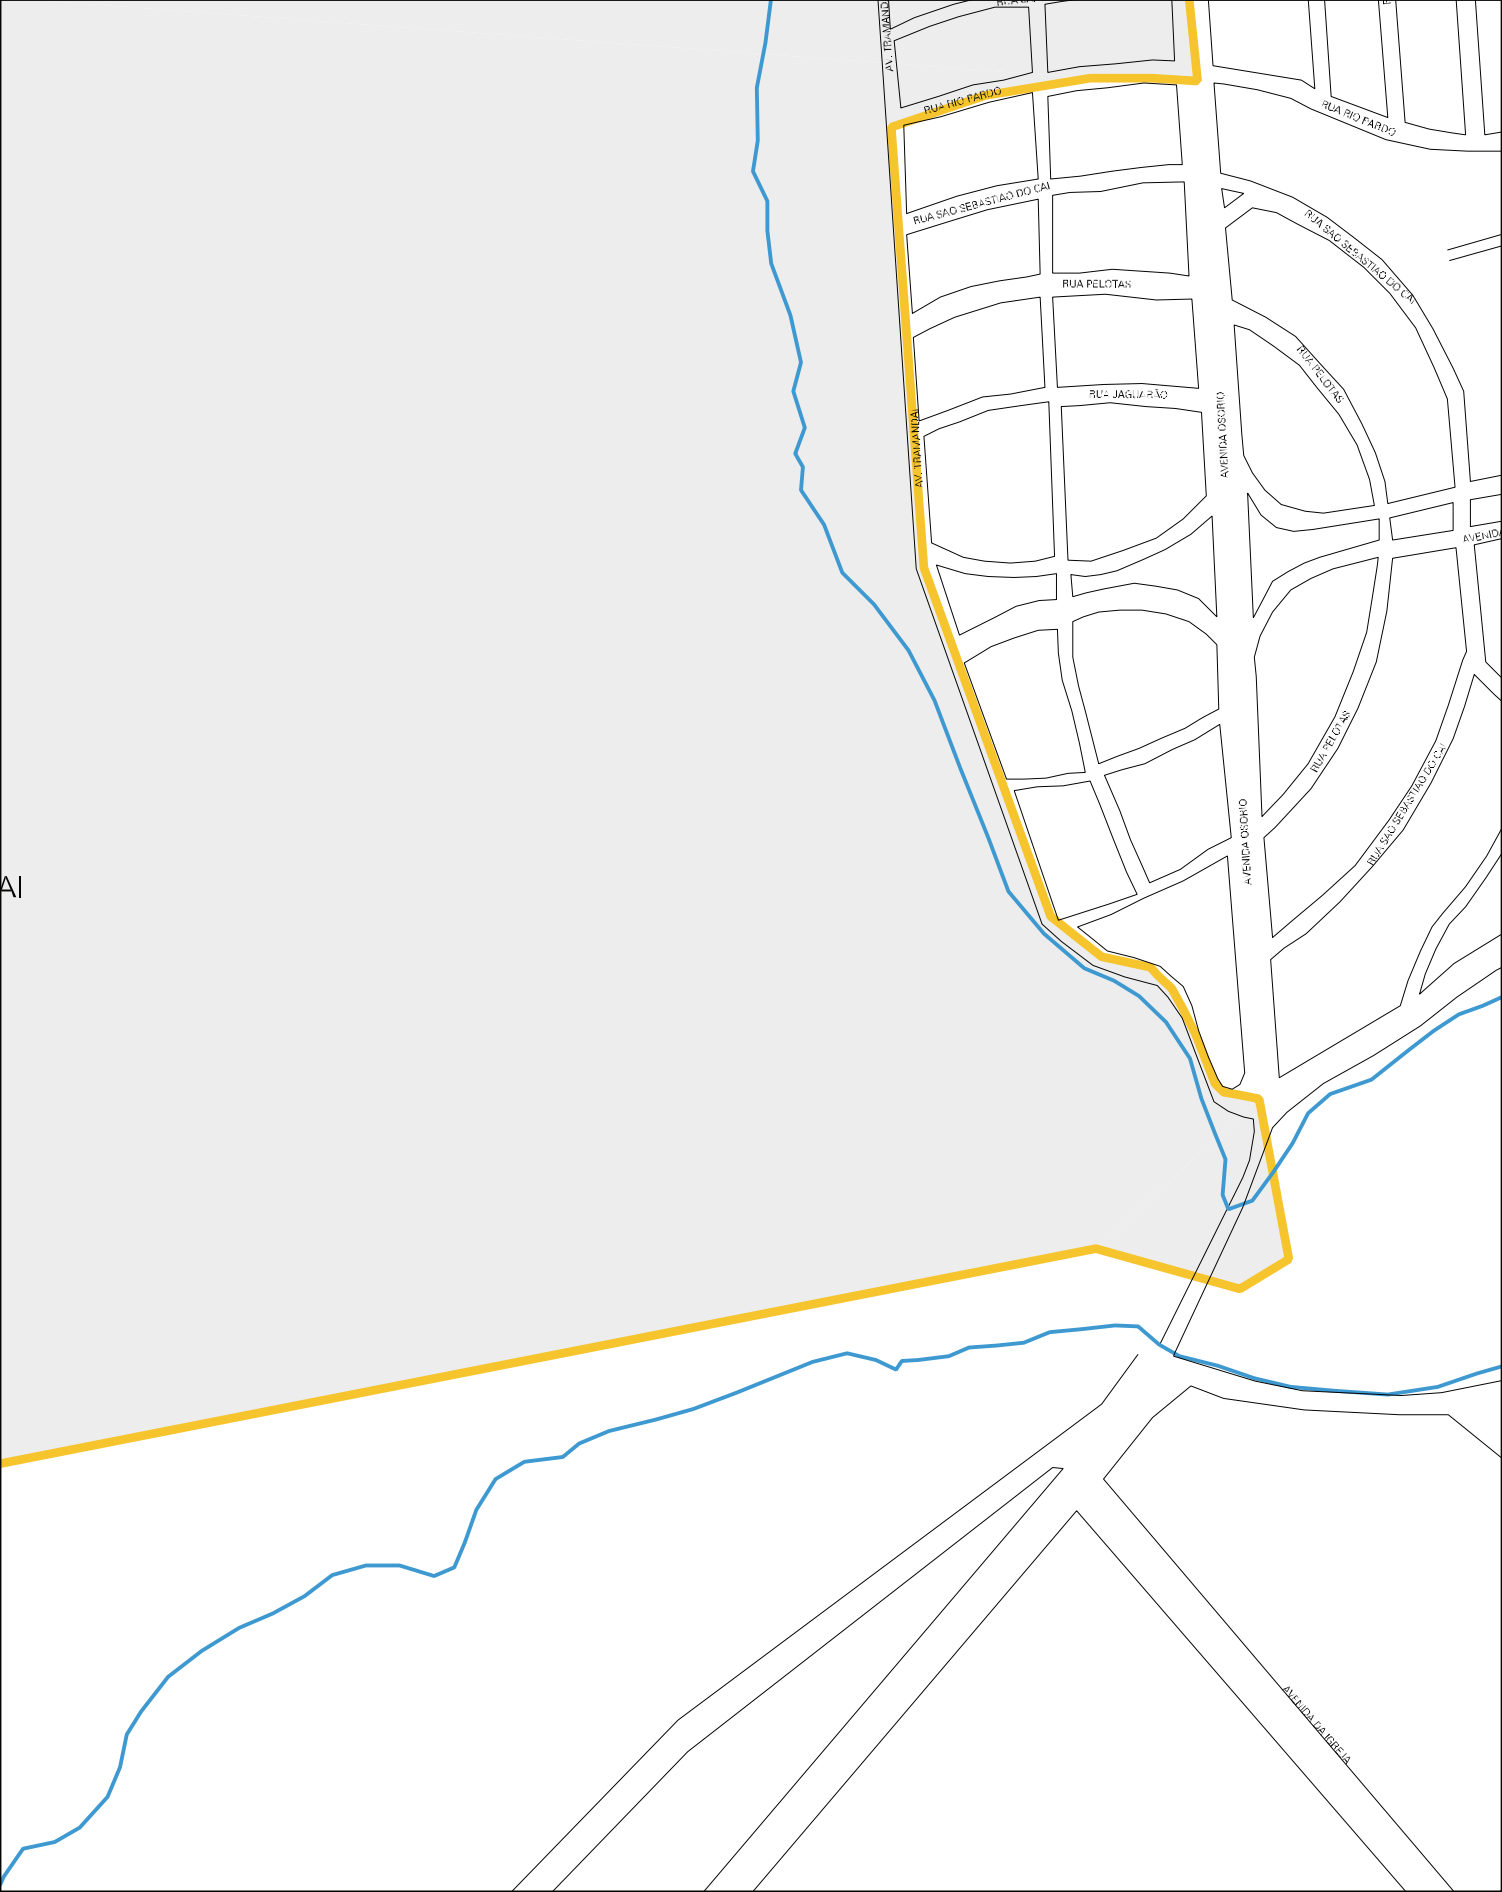 AV. TRAMAND
RUA RIO PARDO
RUA RIO PARDO
RUA SAO SEBASTIAO DO CAI
RUA SAO SEBASTIAO DO CAI
RUA PELOTAS
RUA PELOTAS
RUA JAGUARÃO
AVENIDA OSORIO
AV. TRAMANDAI
AVENIDA
RUA PELOTAS
RUA SAO SEBASTIAO DO CAI
AVENIDA OSORIO
AI
AVENIDA DA IGREJA